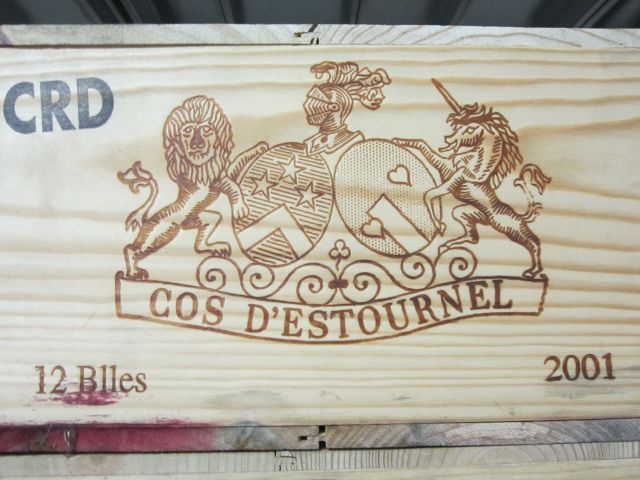 CRD
COS D'ESTOURNEL
12 Blles
2001